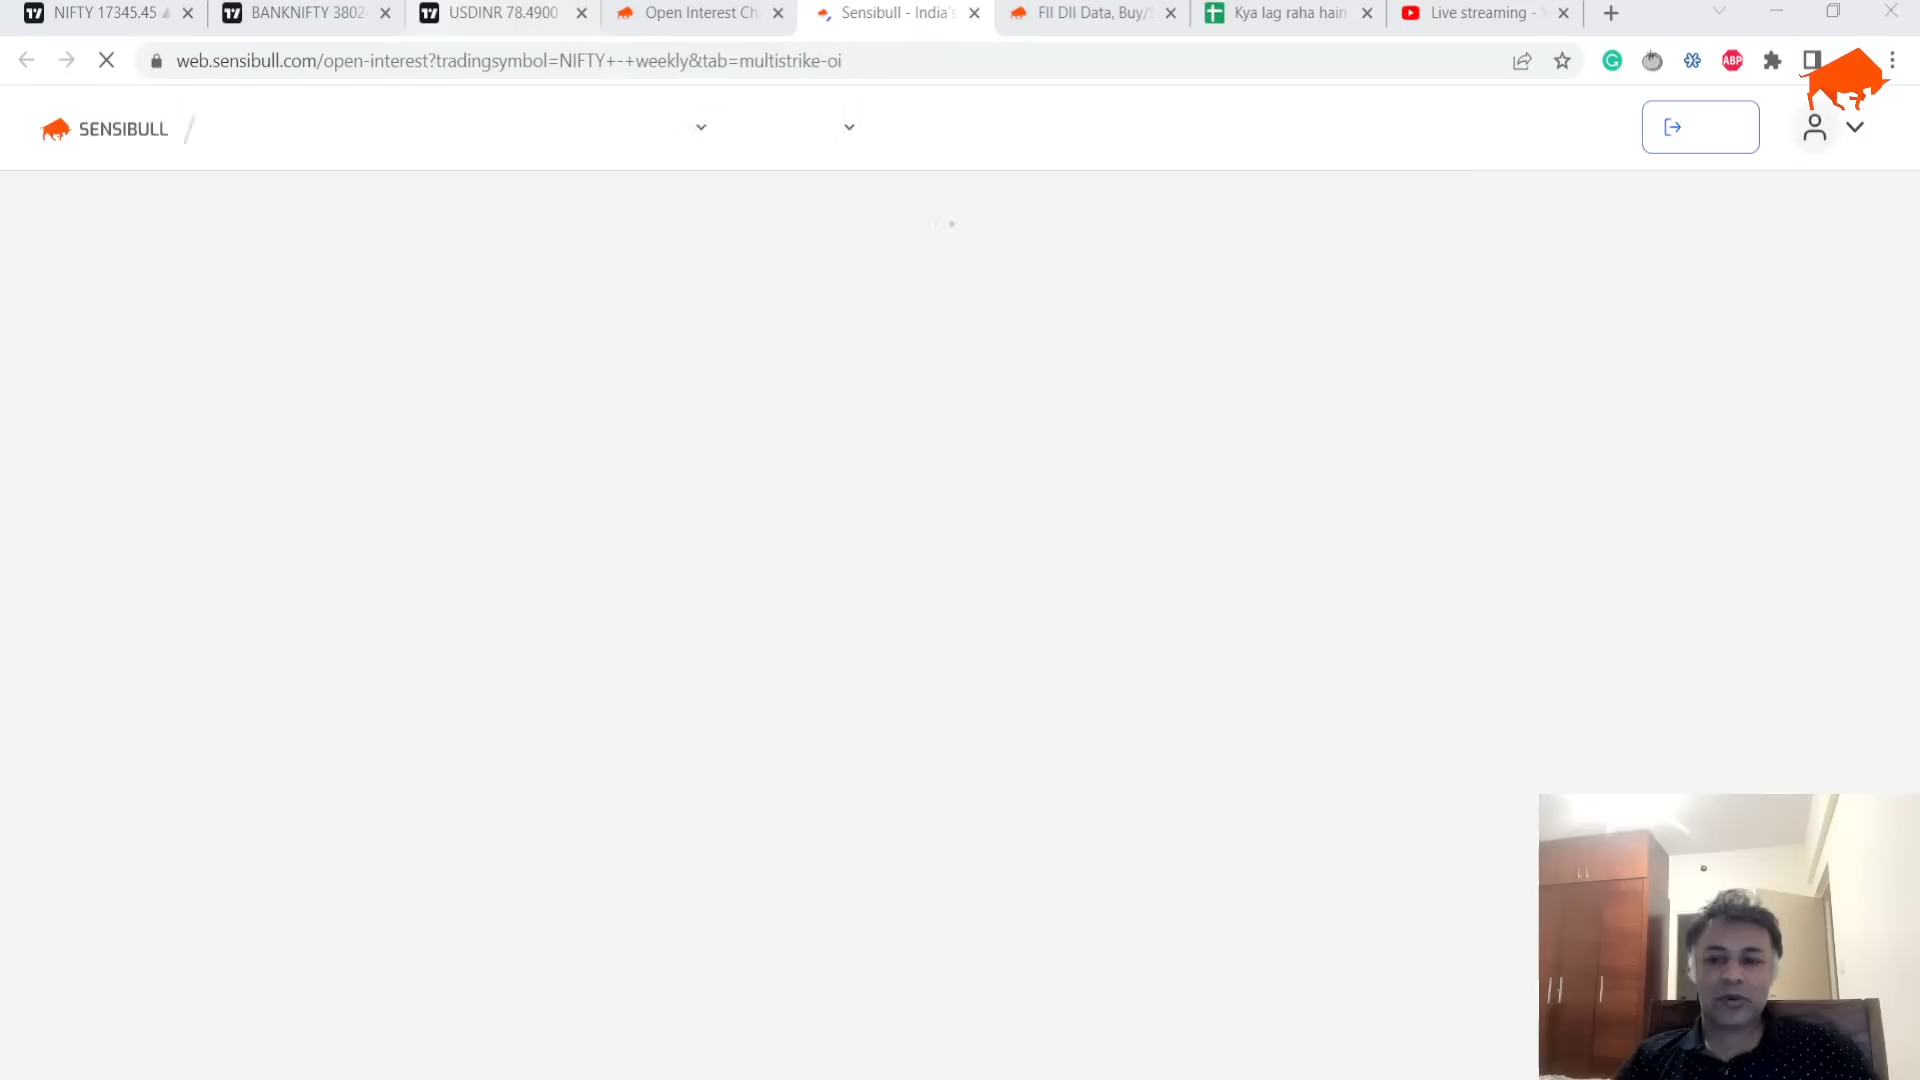 NIFTY 17345.45
BANKNIFTY 3802
USDINR 78.4900
Open Interest Ch
Sensibull - India's
FII DII Data, Buy/S
Kya lag raha hain
Live streaming - Y
web.sensibull.com/open-interest?tradingsymbol=NIFTY+-+weekly&tab=multistrike-oi
ABP
SENSIBULL /